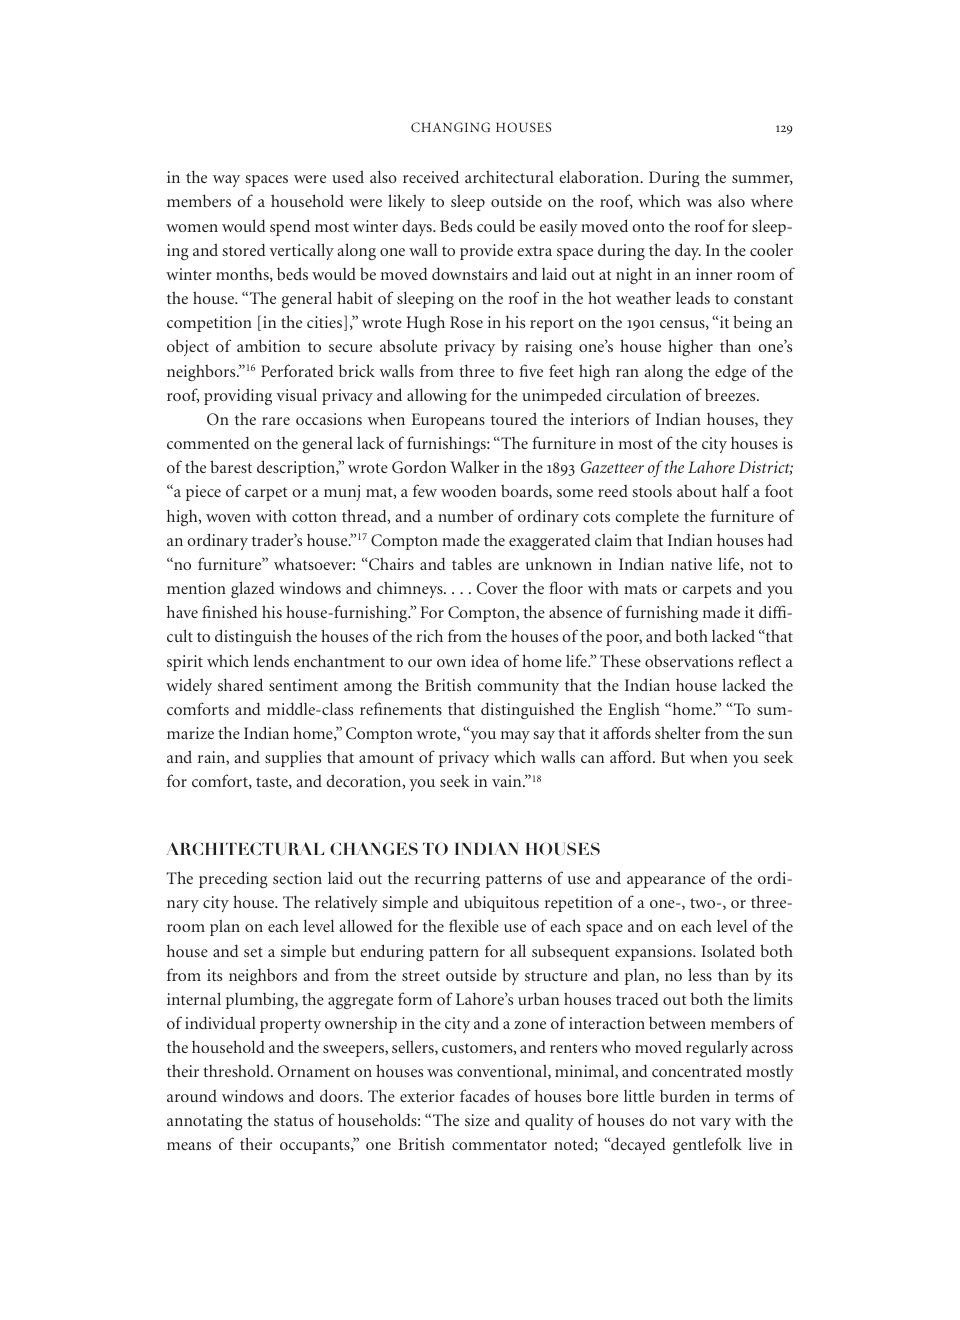 CHANGING HOUSES 129
in the way spaces were used also received architectural elaboration. During the summer,
members of a household were likely to sleep outside on the roof, which was also where
women would spend most winter days. Beds could be easily moved onto the roof for sleep-
ing and stored vertically along one wall to provide extra space during the day. In the cooler
winter months, beds would be moved downstairs and laid out at night in an inner room of
the house. “The general habit of sleeping on the roof in the hot weather leads to constant
competition [in the cities],” wrote Hugh Rose in his report on the 1901 census, “it being an
object of ambition to secure absolute privacy by raising one’s house higher than one’s
neighbors.”16 Perforated brick walls from three to five feet high ran along the edge of the
roof, providing visual privacy and allowing for the unimpeded circulation of breezes.
On the rare occasions when Europeans toured the interiors of Indian houses, they
commented on the general lack of furnishings: “The furniture in most of the city houses is
of the barest description,” wrote Gordon Walker in the 1893 Gazetteer of the Lahore District;
“a piece of carpet or a munj mat, a few wooden boards, some reed stools about half a foot
high, woven with cotton thread, and a number of ordinary cots complete the furniture of
an ordinary trader’s house.”17 Compton made the exaggerated claim that Indian houses had
“no furniture” whatsoever: “Chairs and tables are unknown in Indian native life, not to
mention glazed windows and chimneys. . . . Cover the floor with mats or carpets and you
have finished his house-furnishing.” For Compton, the absence of furnishing made it diffi-
cult to distinguish the houses of the rich from the houses of the poor, and both lacked “that
spirit which lends enchantment to our own idea of home life.” These observations reflect a
widely shared sentiment among the British community that the Indian house lacked the
comforts and middle-class refinements that distinguished the English “home.” “To sum-
marize the Indian home,” Compton wrote, “you may say that it affords shelter from the sun
and rain, and supplies that amount of privacy which walls can afford. But when you seek
for comfort, taste, and decoration, you seek in vain.”18
ARCHITECTURAL CHANGES TO INDIAN HOUSES
The preceding section laid out the recurring patterns of use and appearance of the ordi-
nary city house. The relatively simple and ubiquitous repetition of a one-, two-, or three-
room plan on each level allowed for the flexible use of each space and on each level of the
house and set a simple but enduring pattern for all subsequent expansions. Isolated both
from its neighbors and from the street outside by structure and plan, no less than by its
internal plumbing, the aggregate form of Lahore’s urban houses traced out both the limits
of individual property ownership in the city and a zone of interaction between members of
the household and the sweepers, sellers, customers, and renters who moved regularly across
their threshold. Ornament on houses was conventional, minimal, and concentrated mostly
around windows and doors. The exterior facades of houses bore little burden in terms of
annotating the status of households: “The size and quality of houses do not vary with the
means of their occupants,” one British commentator noted; “decayed gentlefolk live in